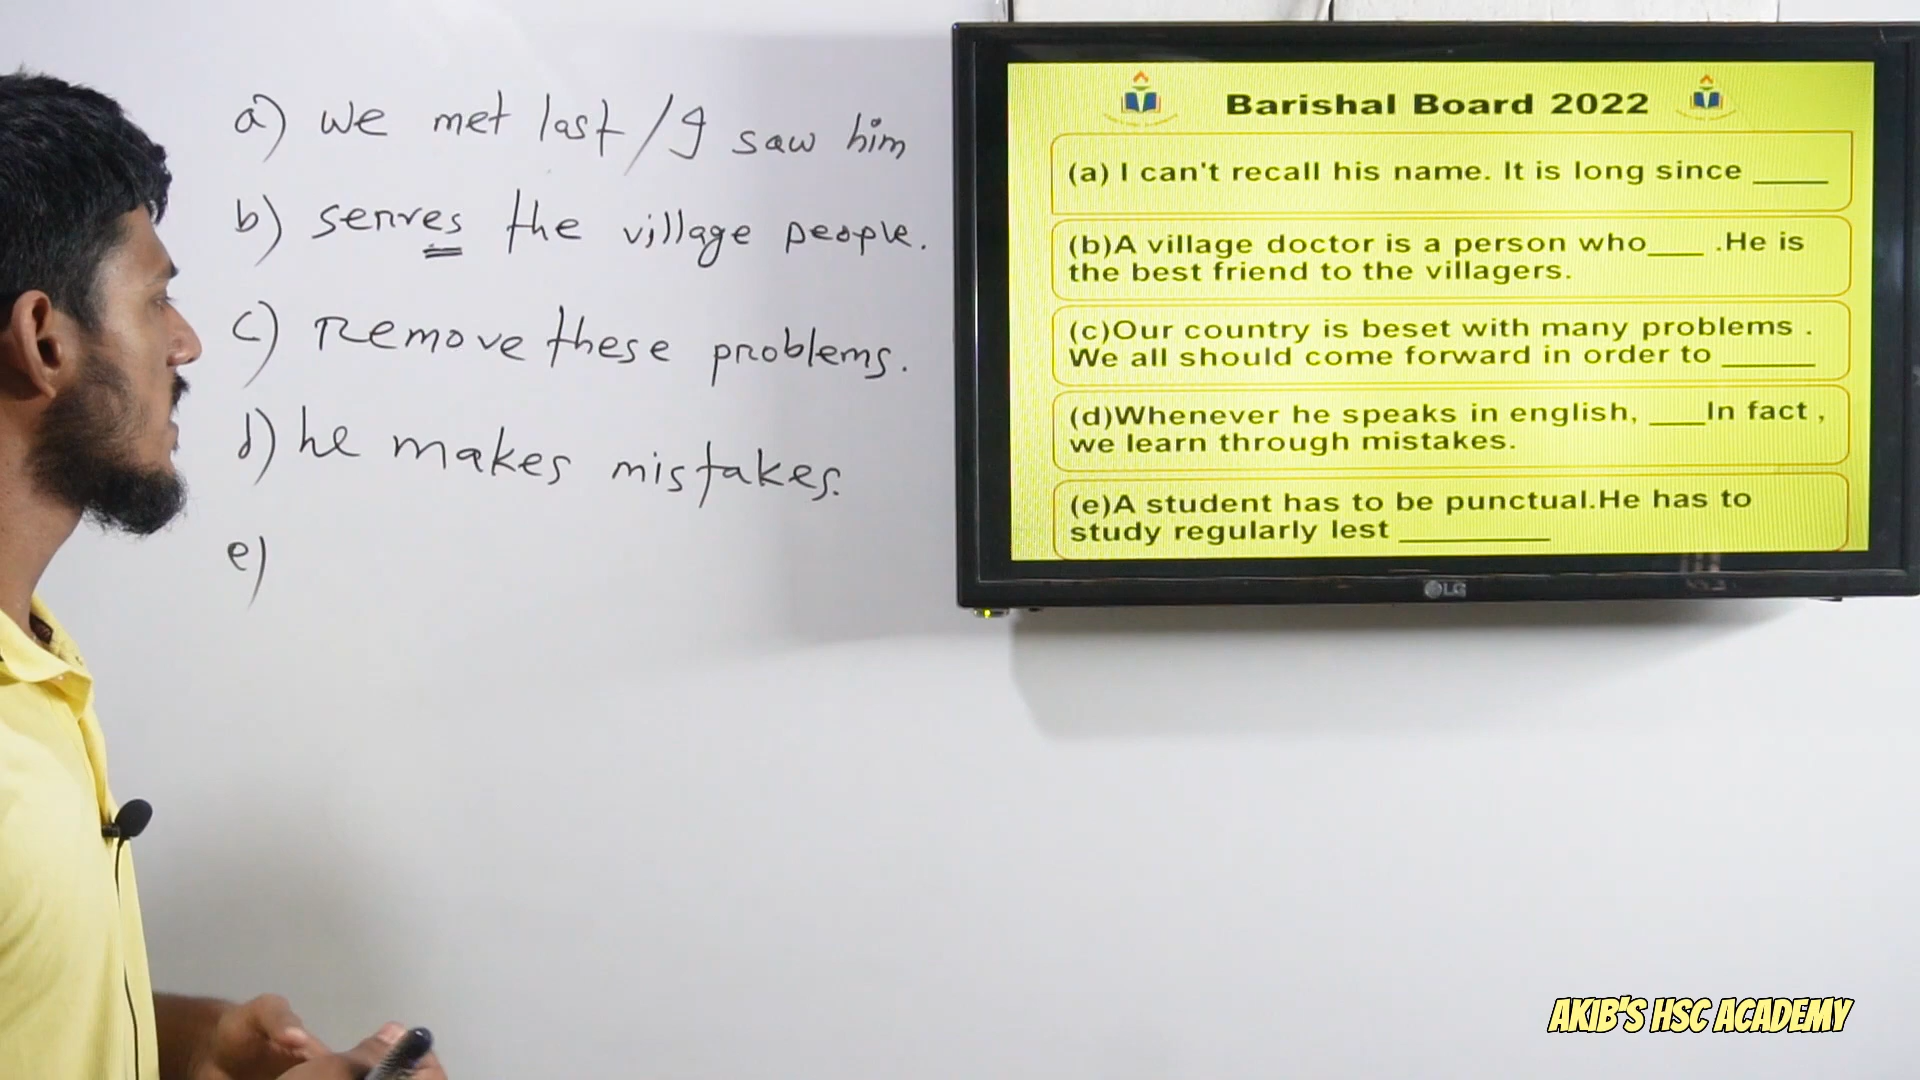 a) we met last / I saw him
b) serves the village people.
c) Remove these problems.
d) he makes mistakes.
e)
Barishal Board 2022
(a) I can't recall his name. It is long since ____
(b)A village doctor is a person who___ .He is
the best friend to the villagers.
(c)Our country is beset with many problems .
We all should come forward in order to _____
(d)Whenever he speaks in english, ___In fact ,
we learn through mistakes.
(e)A student has to be punctual.He has to
study regularly lest ________
LG
AKIB'S HSC ACADEMY